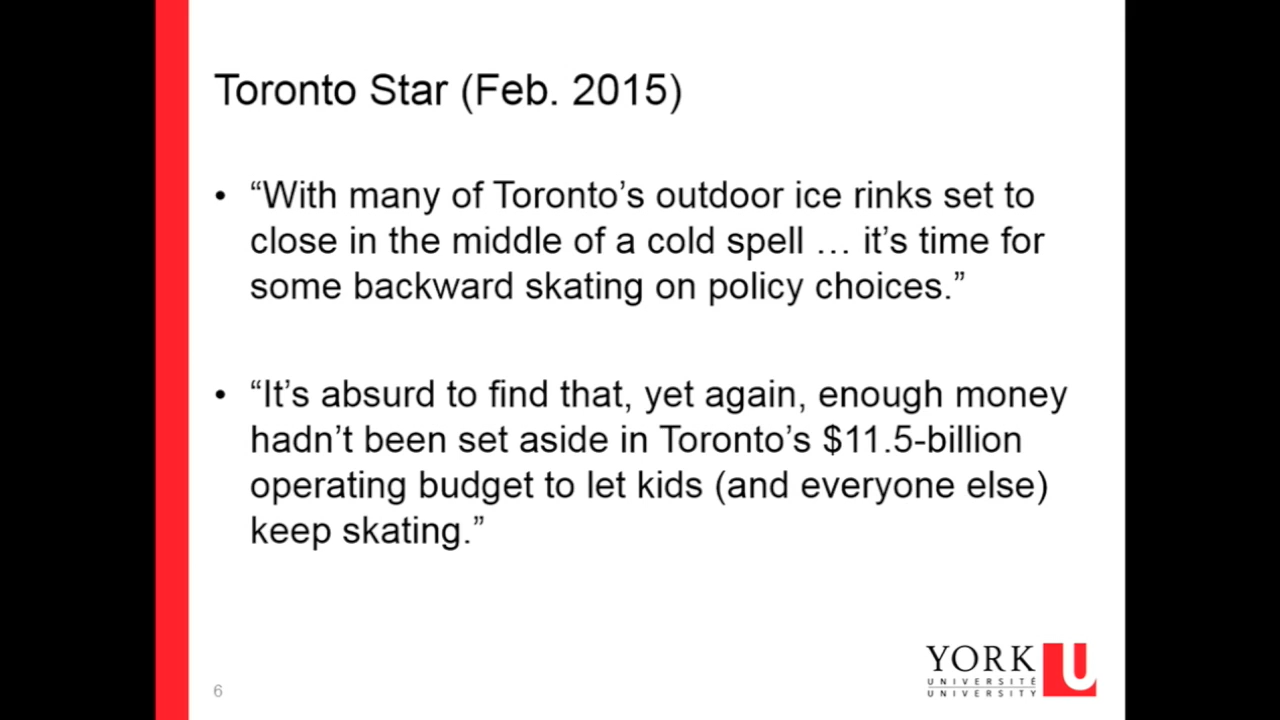 Toronto Star (Feb. 2015)
• “With many of Toronto’s outdoor ice rinks set to
close in the middle of a cold spell … it’s time for
some backward skating on policy choices.”
• “It’s absurd to find that, yet again, enough money
hadn’t been set aside in Toronto’s $11.5-billion
operating budget to let kids (and everyone else)
keep skating.”
6
YORK U
UNIVERSITÉ
UNIVERSITY